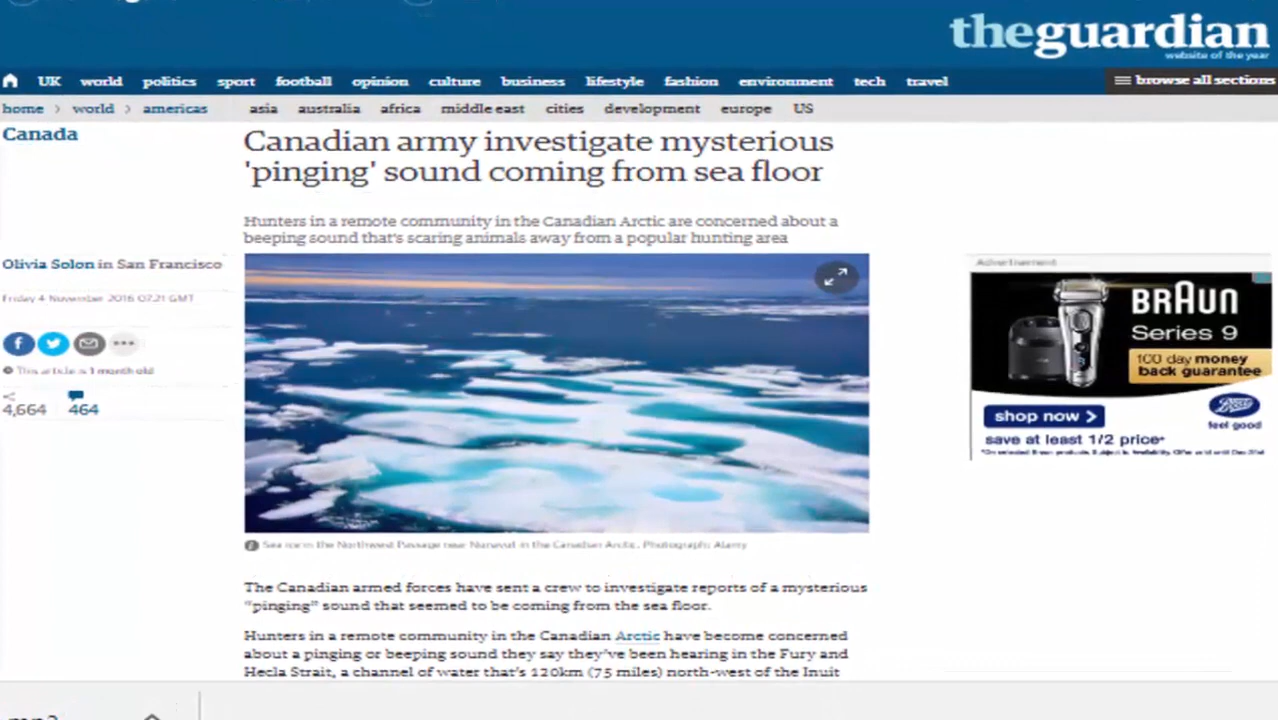 theguardian
website of the year
UK world politics sport football opinion culture business lifestyle fashion environment tech travel
browse all sections
home > world > americas
asia australia africa middle east cities development europe US
Canada
Canadian army investigate mysterious
'pinging' sound coming from sea floor
Hunters in a remote community in the Canadian Arctic are concerned about a
beeping sound that's scaring animals away from a popular hunting area
Olivia Solon in San Francisco
Friday 4 November 2016 07.21 GMT
This article is 1 month old
4,664 464
Advertisement
BRAUN
Series 9
100 day money
back guarantee
shop now >
Boots
feel good
save at least 1/2 price*
Sea ice in the Northwest Passage near Nunavut in the Canadian Arctic. Photograph: Alamy
The Canadian armed forces have sent a crew to investigate reports of a mysterious
“pinging” sound that seemed to be coming from the sea floor.
Hunters in a remote community in the Canadian Arctic have become concerned
about a pinging or beeping sound they say they've been hearing in the Fury and
Hecla Strait, a channel of water that's 120km (75 miles) north-west of the Inuit